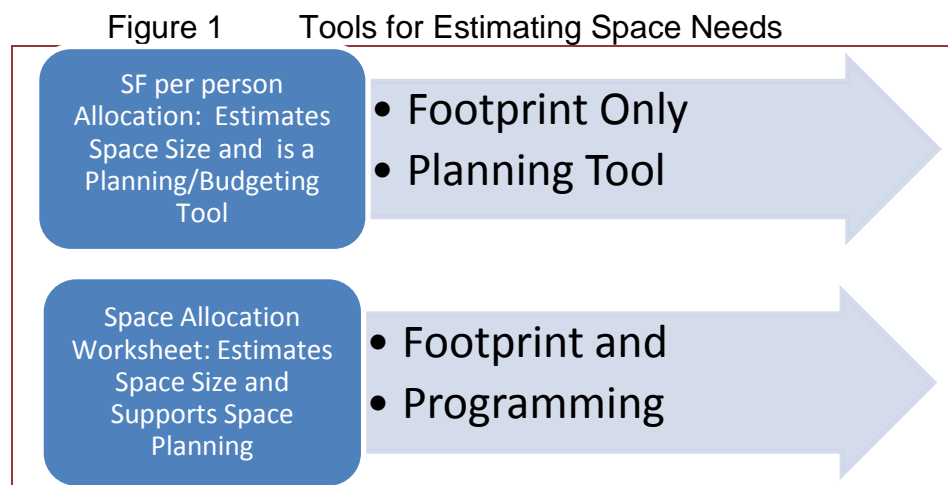 Figure 1 Tools for Estimating Space Needs
SF per person
Allocation: Estimates
Space Size and is a
Planning/Budgeting
Tool
• Footprint Only
• Planning Tool
Space Allocation
Worksheet: Estimates
Space Size and
Supports Space
Planning
• Footprint and
• Programming